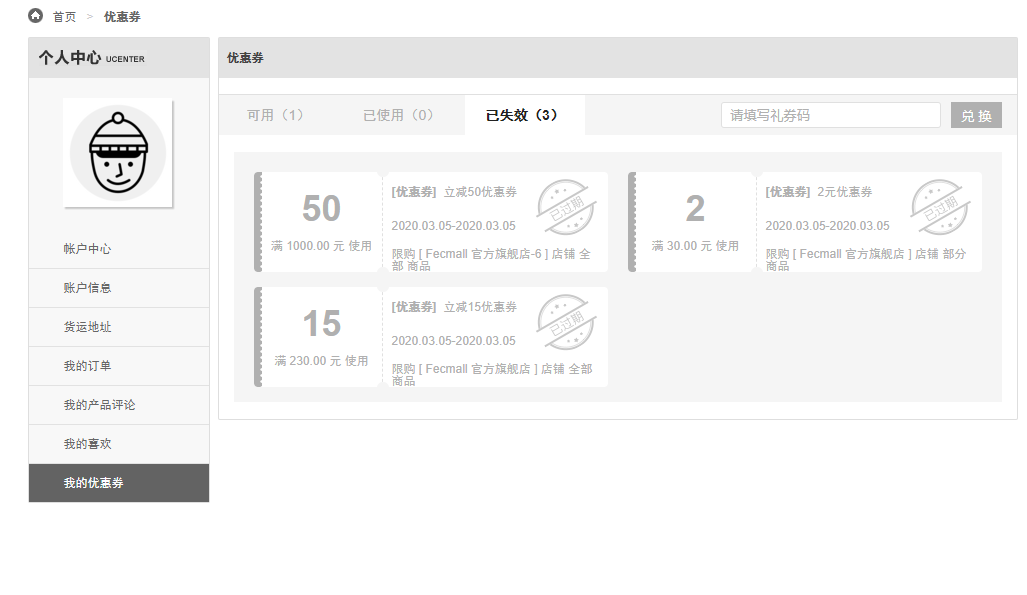 首页 > 优惠券
个人中心 UCENTER
帐户中心
账户信息
货运地址
我的订单
我的产品评论
我的喜欢
我的优惠券
优惠券
可用（1） 已使用（0） 已失效（3） 请填写礼券码 兑 换
50
满 1000.00 元 使用
[优惠券] 立减50优惠券
2020.03.05-2020.03.05
限购 [ Fecmall 官方旗舰店-6 ] 店铺 全
部 商品
已过期
2
满 30.00 元 使用
[优惠券] 2元优惠券
2020.03.05-2020.03.05
限购 [ Fecmall 官方旗舰店 ] 店铺 部分
商品
已过期
15
满 230.00 元 使用
[优惠券] 立减15优惠券
2020.03.05-2020.03.05
限购 [ Fecmall 官方旗舰店 ] 店铺 全部
商品
已过期